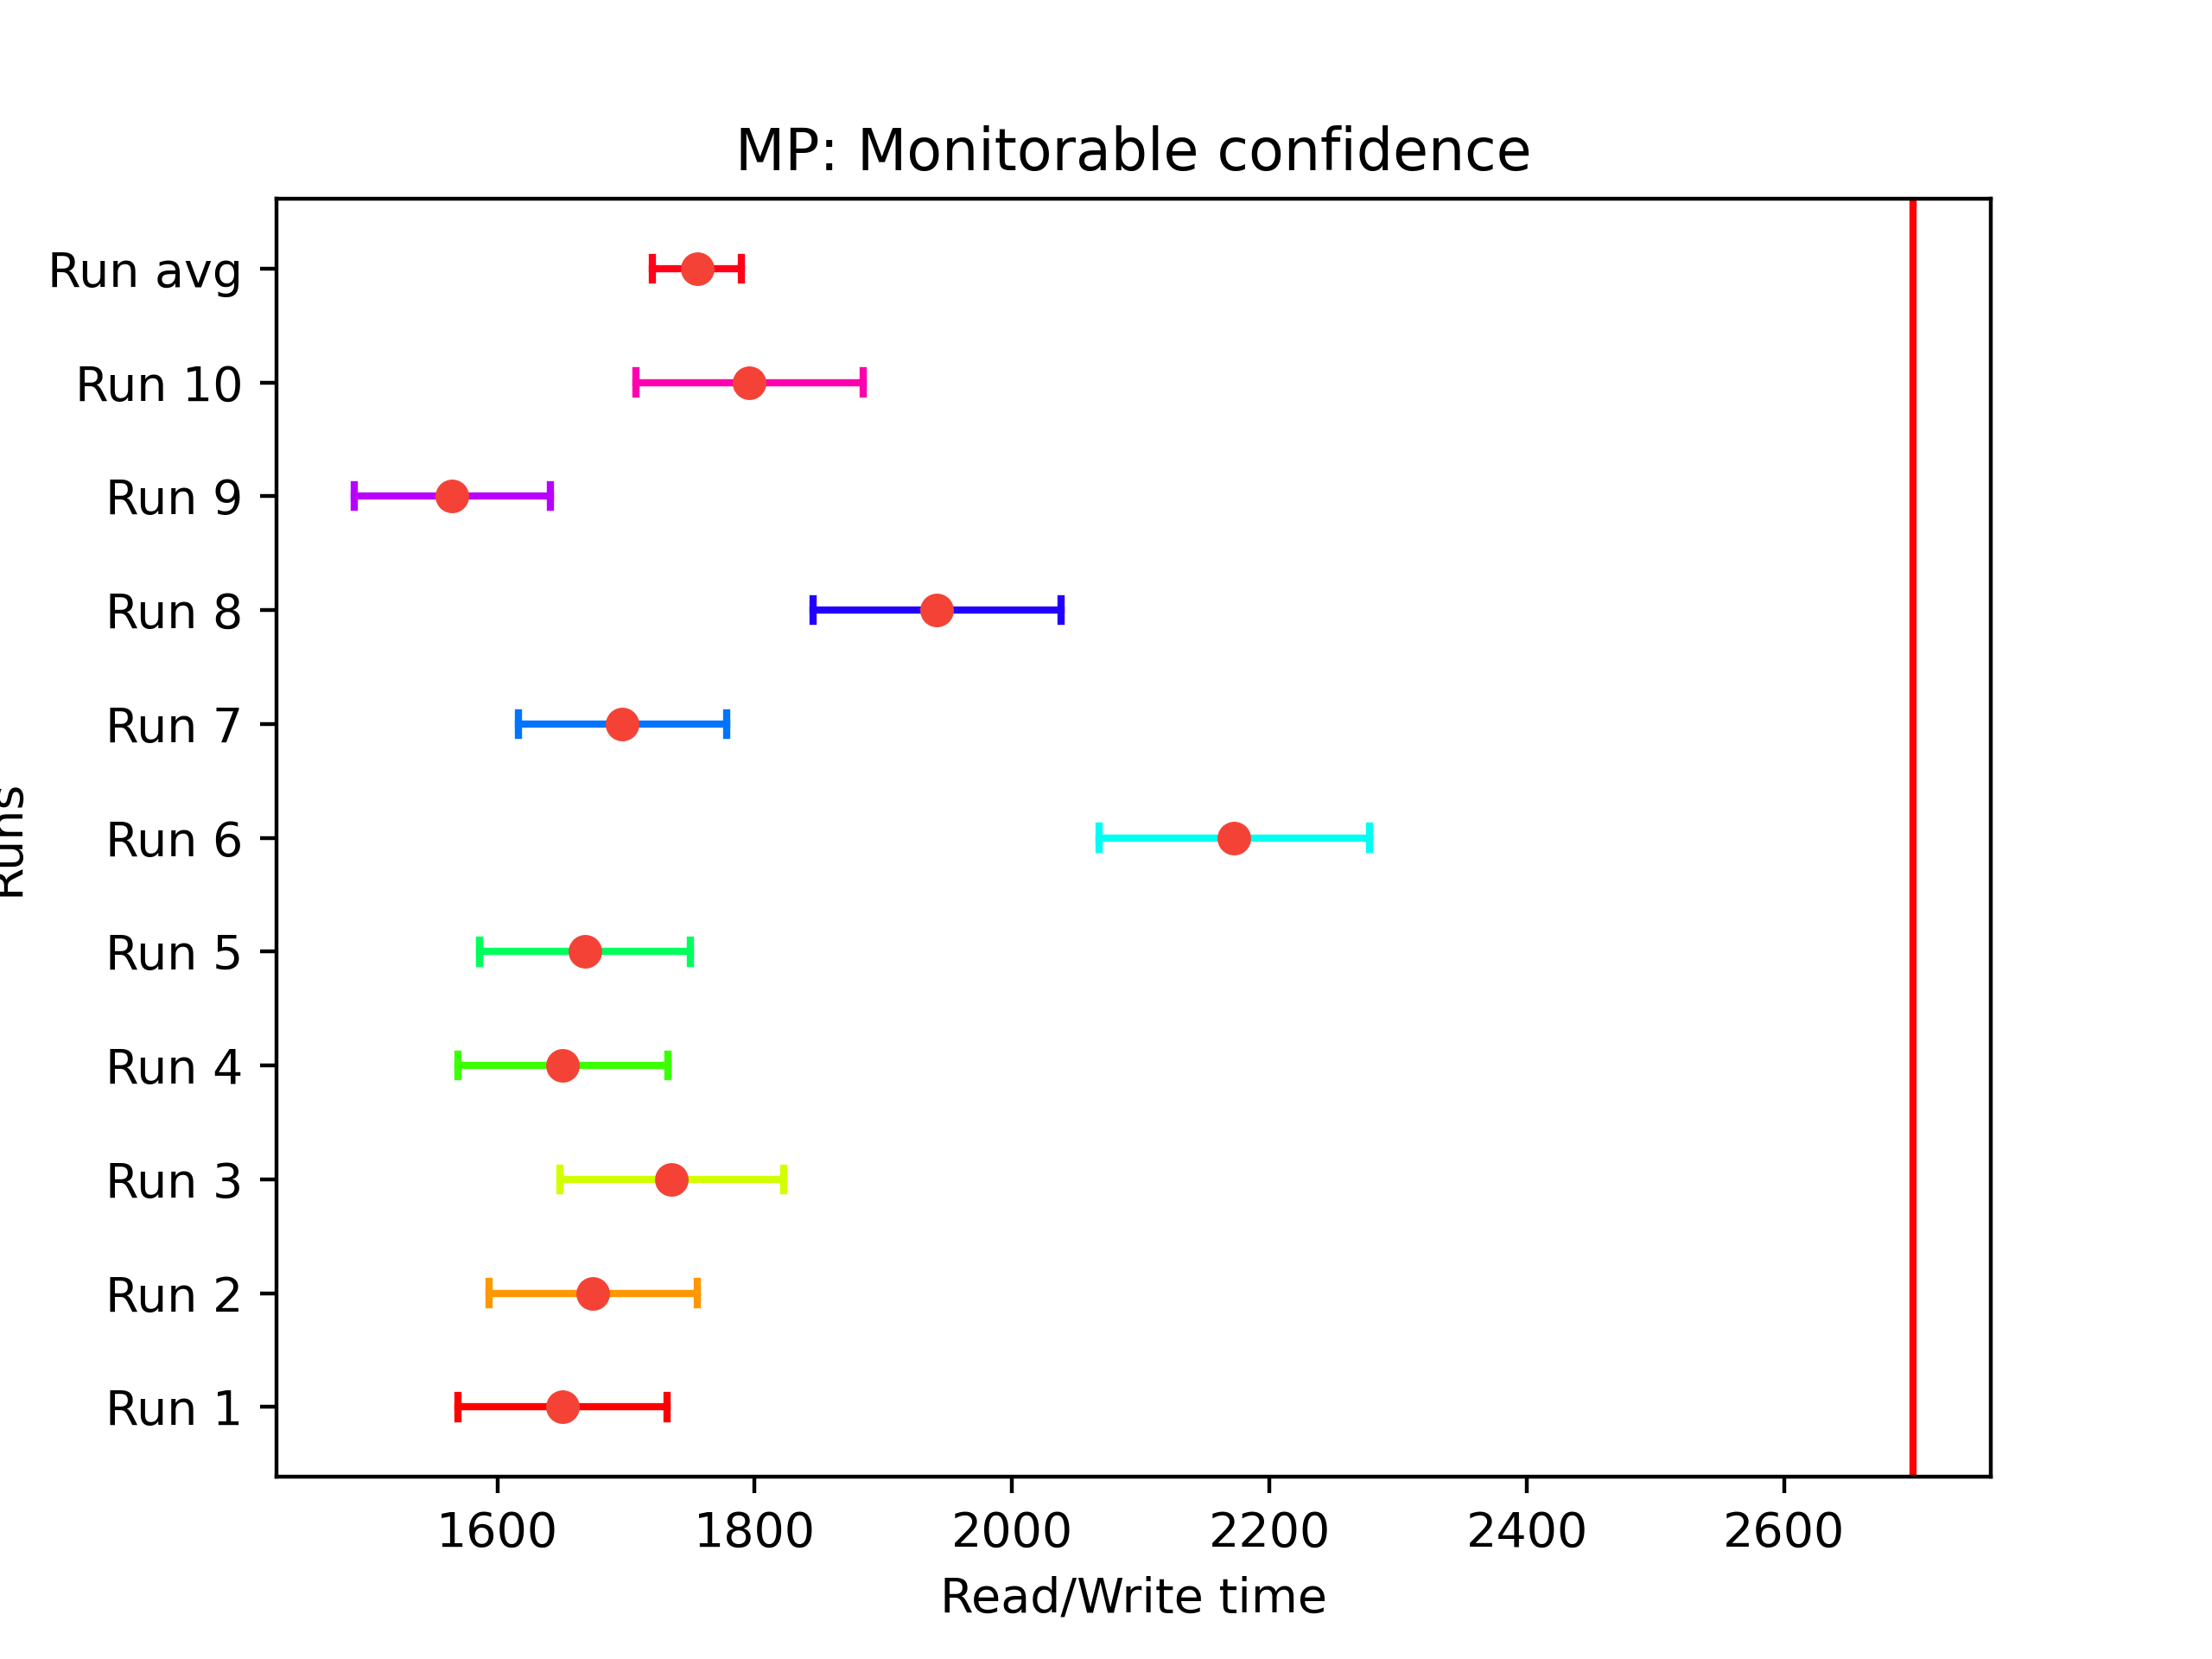 MP: Monitorable confidence
Run avg
Run 10
Run 9
Run 8
Run 7
Run 6
Run 5
Run 4
Run 3
Run 2
Run 1
Runs
1600 1800 2000 2200 2400 2600
Read/Write time